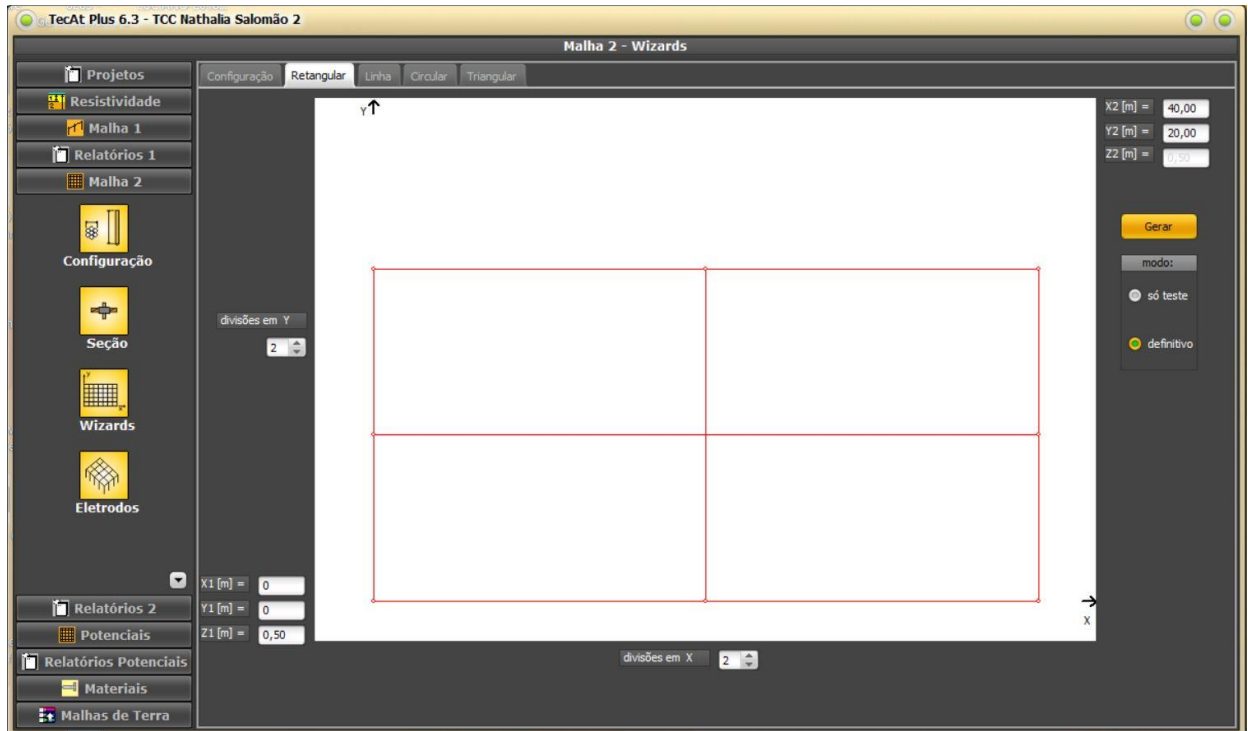 TecAt Plus 6.3 - TCC Nathalia Salomão 2
Malha 2 - Wizards
Projetos
Resistividade
Malha 1
Relatórios 1
Malha 2
Configuração
Seção
Wizards
Eletrodos
Relatórios 2
Potenciais
Relatórios Potenciais
Materiais
Malhas de Terra
Configuração Retangular Linha Circular Triangular
Y
X2 [m] = 40,00
Y2 [m] = 20,00
Z2 [m] = 0,50
Gerar
modo:
só teste
definitivo
divisões em Y
2
X1 [m] = 0
Y1 [m] = 0
Z1 [m] = 0,50
X
divisões em X 2